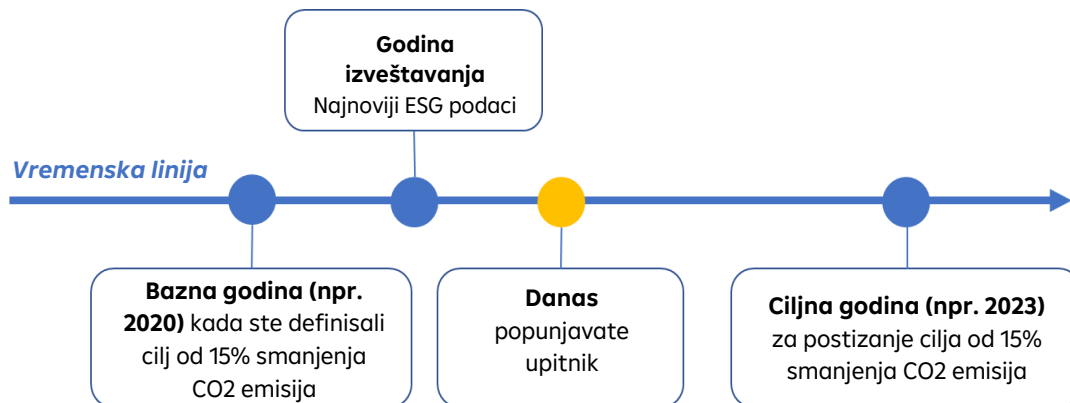 Godina
izveštavanja
Najnoviji ESG podaci
Vremenska linija
Bazna godina (npr.
2020) kada ste definisali
cilj od 15% smanjenja
CO2 emisija
Danas
popunjavate
upitnik
Ciljna godina (npr. 2023)
za postizanje cilja od 15%
smanjenja CO2 emisija